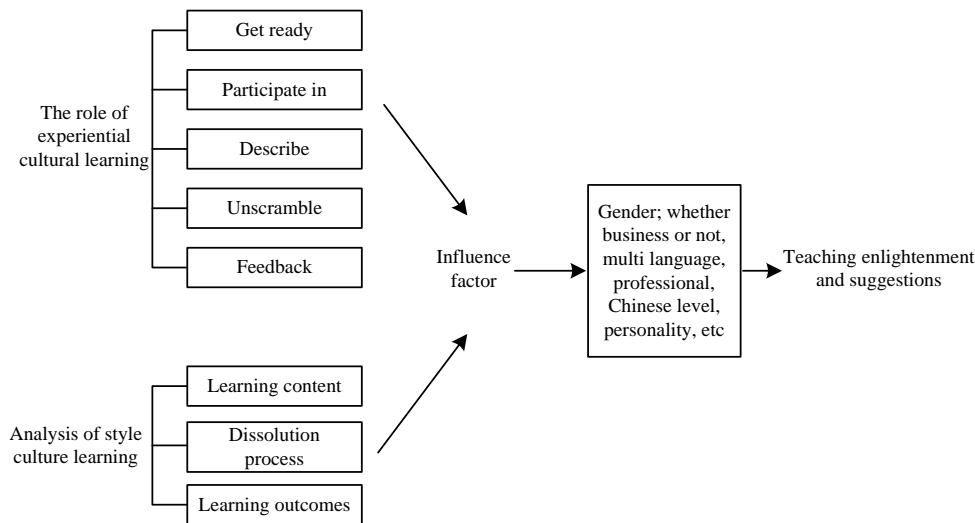 Get ready
Participate in
The role of
experiential
cultural learning
Describe
Unscramble
Feedback
Learning content
Analysis of style
culture learning
Dissolution
process
Learning outcomes
Influence
factor
Gender; whether
business or not,
multi language,
professional,
Chinese level,
personality, etc
Teaching enlightenment
and suggestions